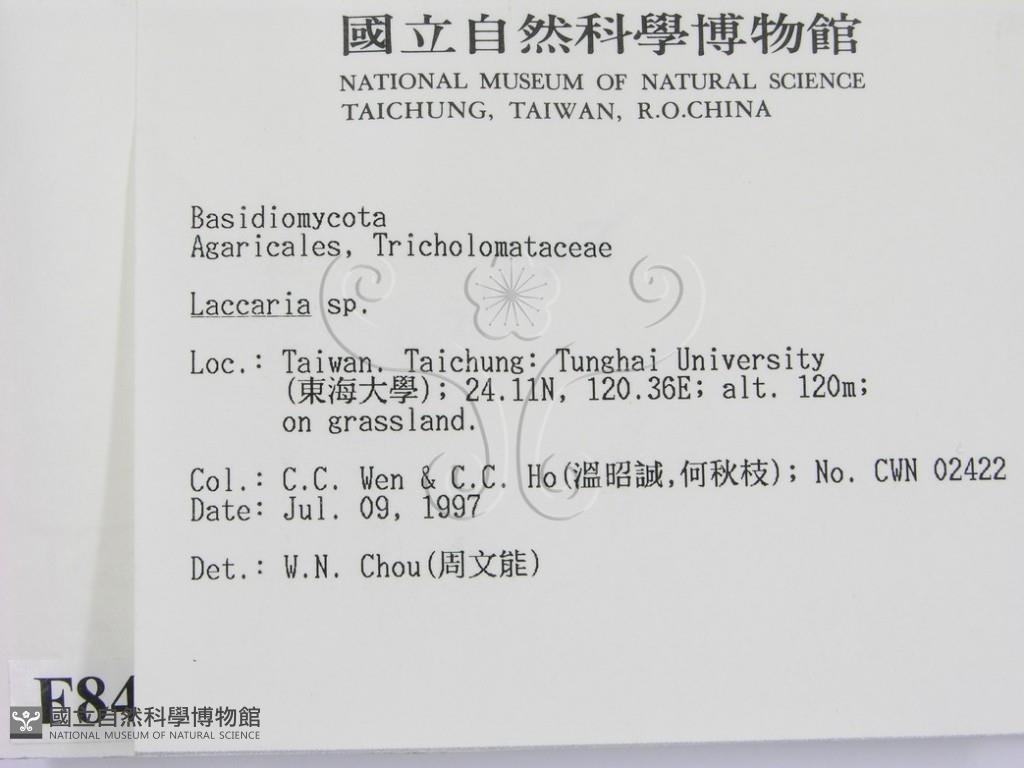 國立自然科學博物館
NATIONAL MUSEUM OF NATURAL SCIENCE
TAICHUNG, TAIWAN, R.O.CHINA
Basidiomycota
Agaricales, Tricholomataceae
Laccaria sp.
Loc.: Taiwan. Taichung: Tunghai University
(東海大學); 24.11N, 120.36E; alt. 120m;
on grassland.
Col.: C.C. Wen & C.C. Ho(溫昭誠,何秋枝); No. CWN 02422
Date: Jul. 09, 1997
Det.: W.N. Chou(周文能)
F84
國立自然科學博物館
NATIONAL MUSEUM OF NATURAL SCIENCE